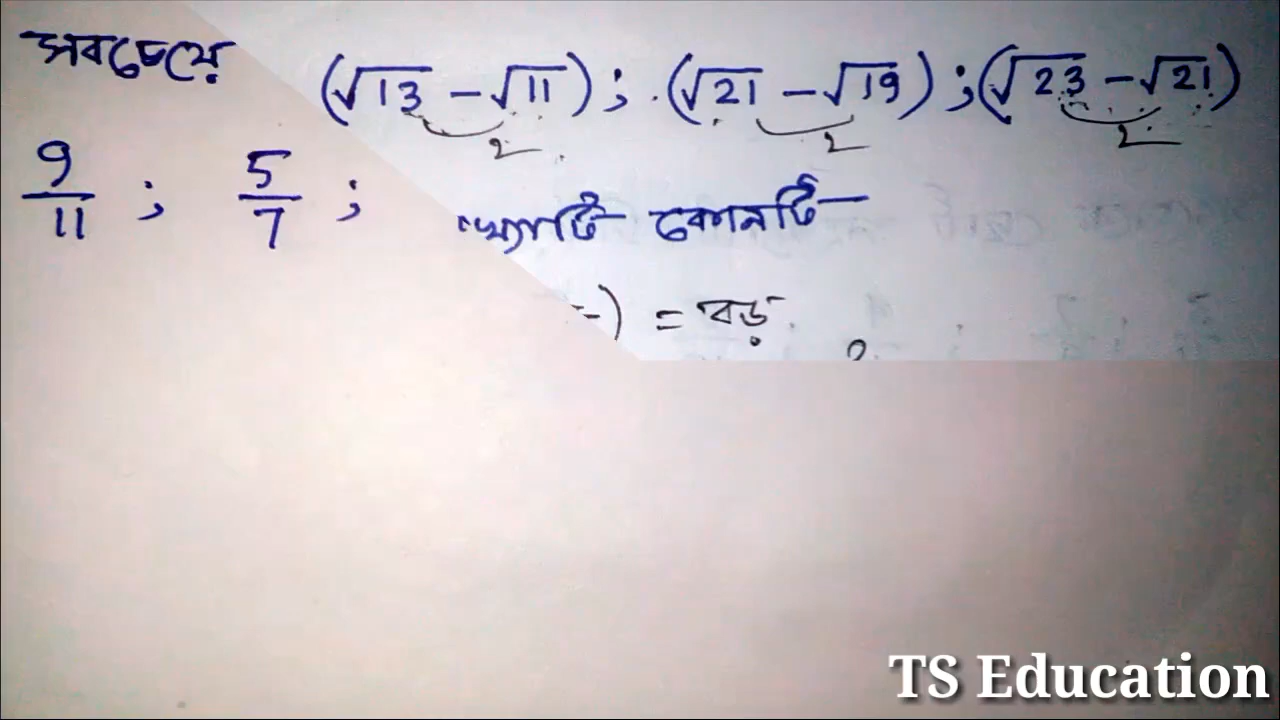 সবচেয়ে
(√13 – √11) ; (√21 – √19) ; (√23 – √21)
2 2 2
9/11 ; 5/7 ;
কোনটি
–) = বড়
TS Education